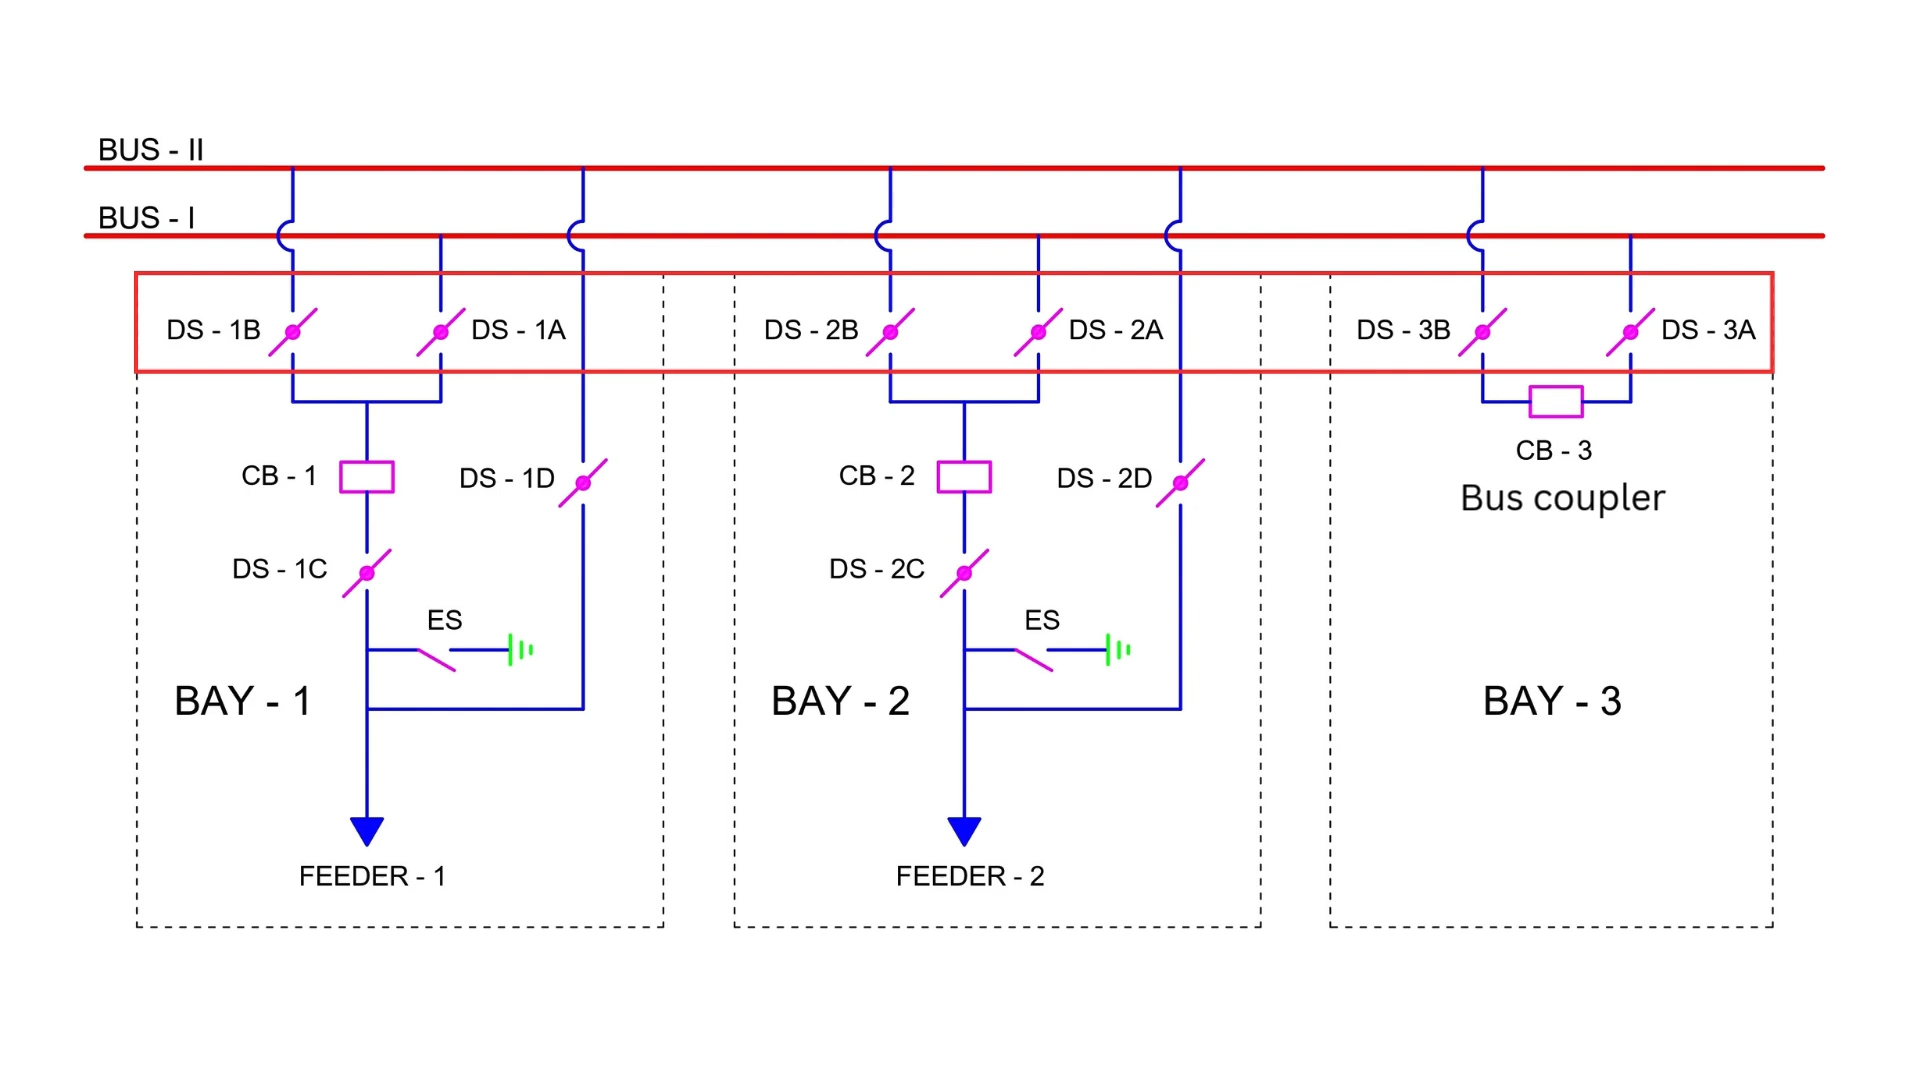 BUS - II
BUS - I
DS - 1B
DS - 1A
DS - 2B
DS - 2A
DS - 3B
DS - 3A
CB - 1
DS - 1D
CB - 2
DS - 2D
CB - 3
Bus coupler
DS - 1C
DS - 2C
ES
ES
BAY - 1
BAY - 2
BAY - 3
FEEDER - 1
FEEDER - 2